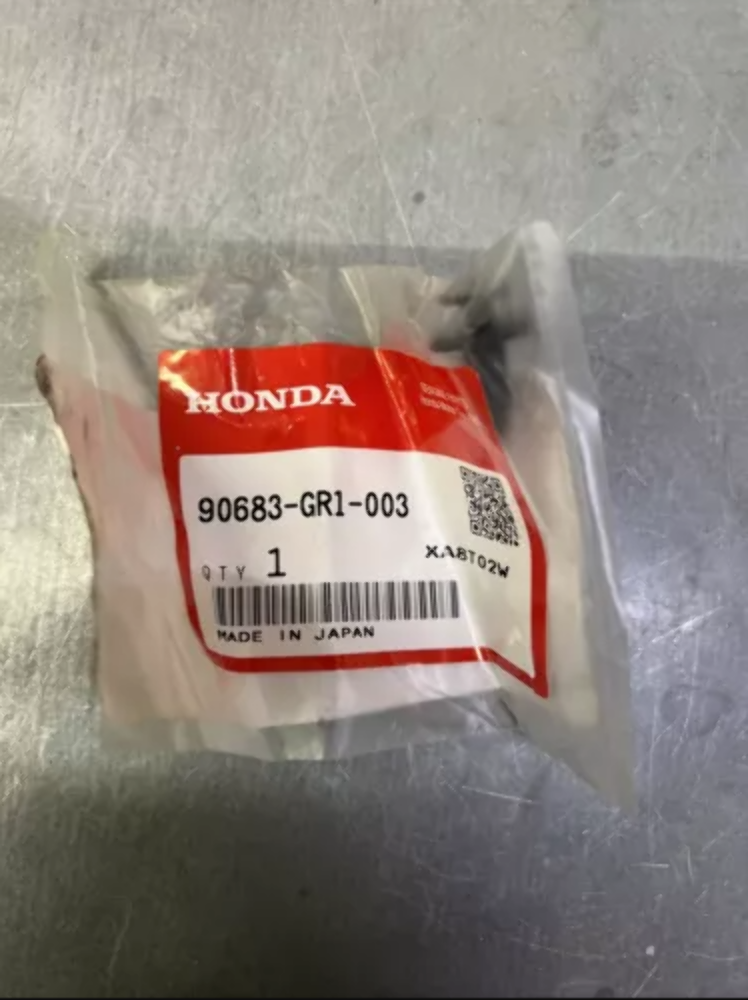 HONDA
90683-GR1-003
QTY 1
XA8T02W
MADE IN JAPAN